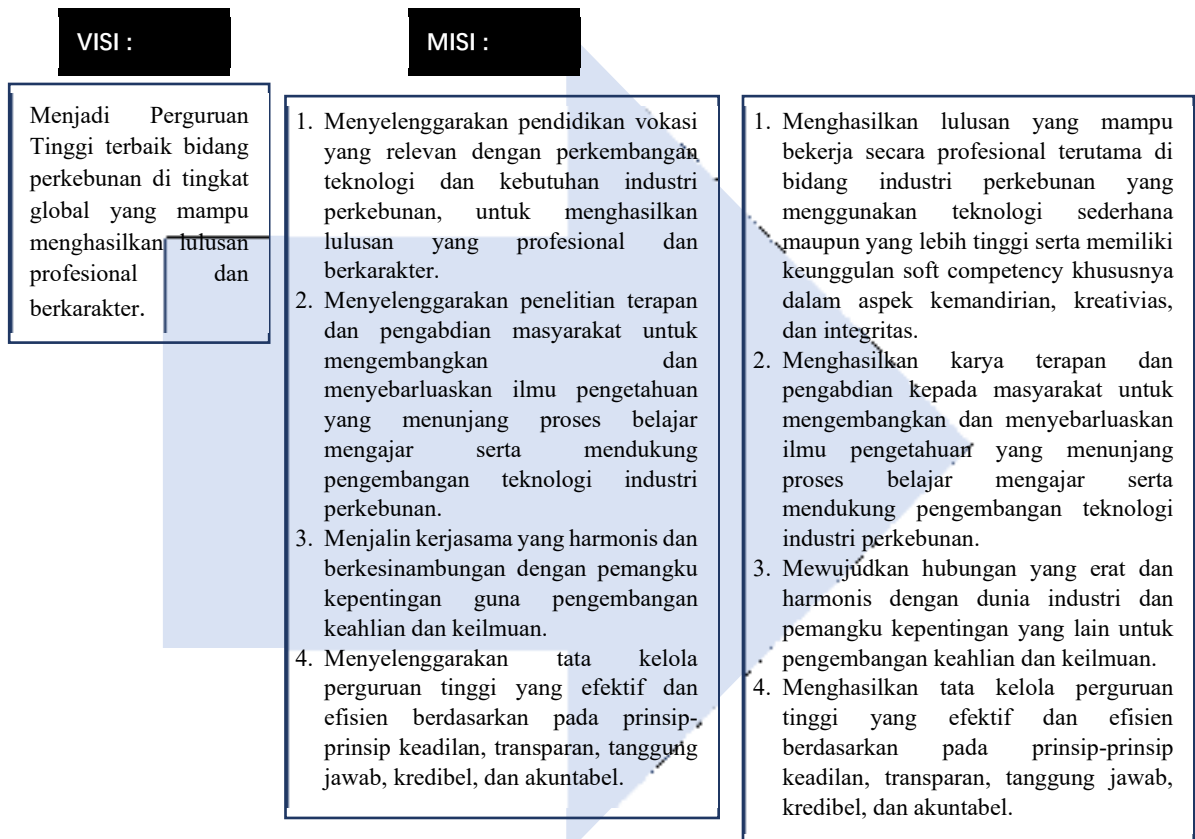 VISI :
Menjadi Perguruan
Tinggi terbaik bidang
perkebunan di tingkat
global yang mampu
menghasilkan lulusan
profesional dan
berkarakter.
MISI :
1. Menyelenggarakan pendidikan vokasi
yang relevan dengan perkembangan
teknologi dan kebutuhan industri
perkebunan, untuk menghasilkan
lulusan yang profesional dan
berkarakter.
2. Menyelenggarakan penelitian terapan
dan pengabdian masyarakat untuk
mengembangkan dan
menyebarluaskan ilmu pengetahuan
yang menunjang proses belajar
mengajar serta mendukung
pengembangan teknologi industri
perkebunan.
3. Menjalin kerjasama yang harmonis dan
berkesinambungan dengan pemangku
kepentingan guna pengembangan
keahlian dan keilmuan.
4. Menyelenggarakan tata kelola
perguruan tinggi yang efektif dan
efisien berdasarkan pada prinsip-
prinsip keadilan, transparan, tanggung
jawab, kredibel, dan akuntabel.
1. Menghasilkan lulusan yang mampu
bekerja secara profesional terutama di
bidang industri perkebunan yang
menggunakan teknologi sederhana
maupun yang lebih tinggi serta memiliki
keunggulan soft competency khususnya
dalam aspek kemandirian, kreativias,
dan integritas.
2. Menghasilkan karya terapan dan
pengabdian kepada masyarakat untuk
mengembangkan dan menyebarluaskan
ilmu pengetahuan yang menunjang
proses belajar mengajar serta
mendukung pengembangan teknologi
industri perkebunan.
3. Mewujudkan hubungan yang erat dan
harmonis dengan dunia industri dan
pemangku kepentingan yang lain untuk
pengembangan keahlian dan keilmuan.
4. Menghasilkan tata kelola perguruan
tinggi yang efektif dan efisien
berdasarkan pada prinsip-prinsip
keadilan, transparan, tanggung jawab,
kredibel, dan akuntabel.